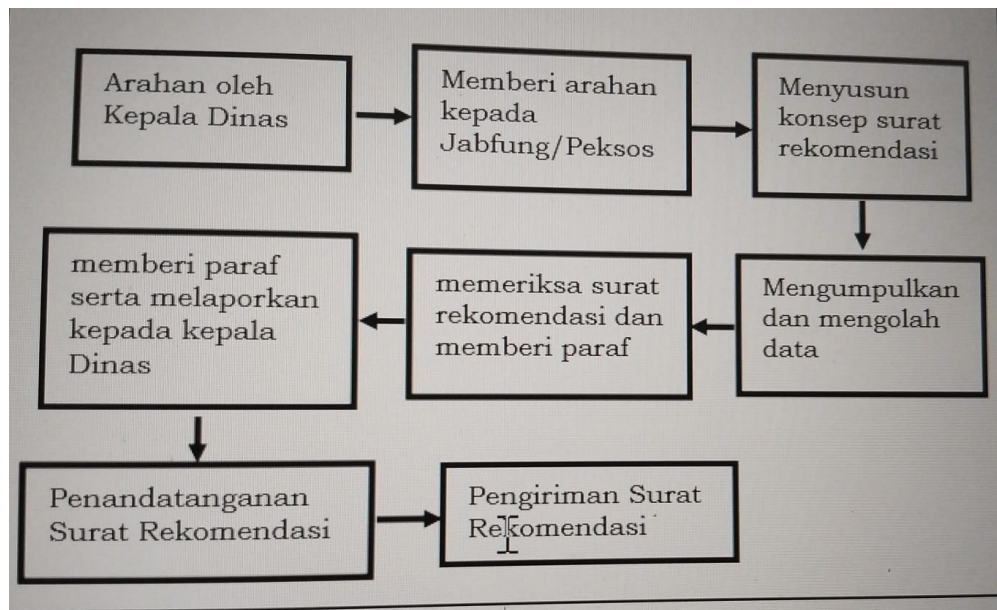 Arahan oleh
Kepala Dinas
Memberi arahan
kepada
Jabfung/Peksos
Menyusun
konsep surat
rekomendasi
Mengumpulkan
dan mengolah
data
memeriksa surat
rekomendasi dan
memberi paraf
memberi paraf
serta melaporkan
kepada kepala
Dinas
Penandatanganan
Surat Rekomendasi
Pengiriman Surat
Rekomendasi